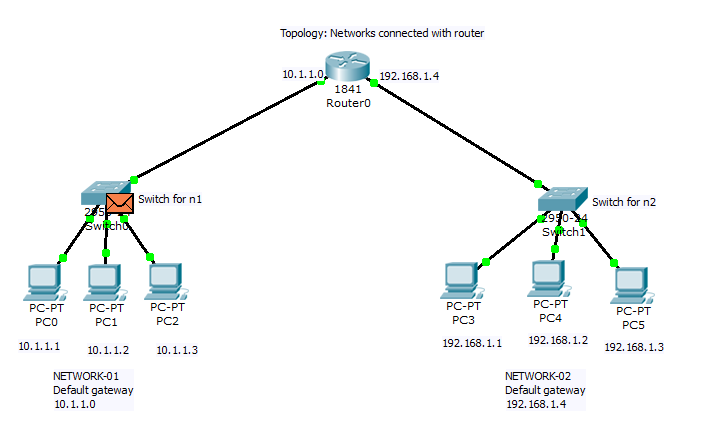 Topology: Networks connected with router
10.1.1.0
192.168.1.4
1841
Router0
Switch for n1
Switch0
Switch for n2
2950-24
Switch1
PC-PT
PC0
PC-PT
PC1
PC-PT
PC2
PC-PT
PC3
PC-PT
PC4
PC-PT
PC5
10.1.1.1
10.1.1.2
10.1.1.3
192.168.1.1
192.168.1.2
192.168.1.3
NETWORK-01
Default gateway
10.1.1.0
NETWORK-02
Default gateway
192.168.1.4